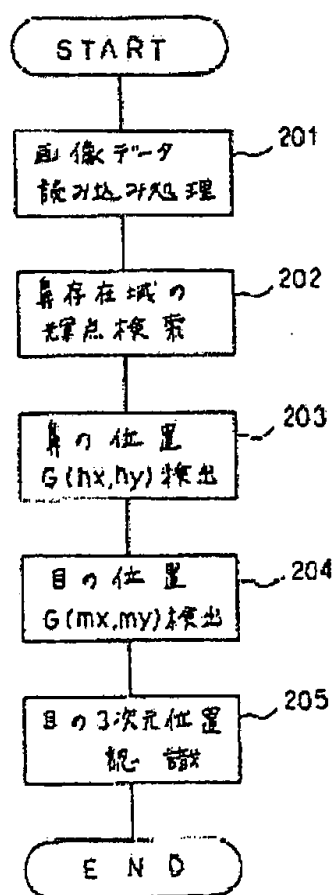 START
画像データ
読み込み処理
201
鼻存在域の
輝点検索
202
鼻の位置
G(hx,hy)検出
203
目の位置
G(mx,my)検出
204
目の3次元位置
認識
205
END